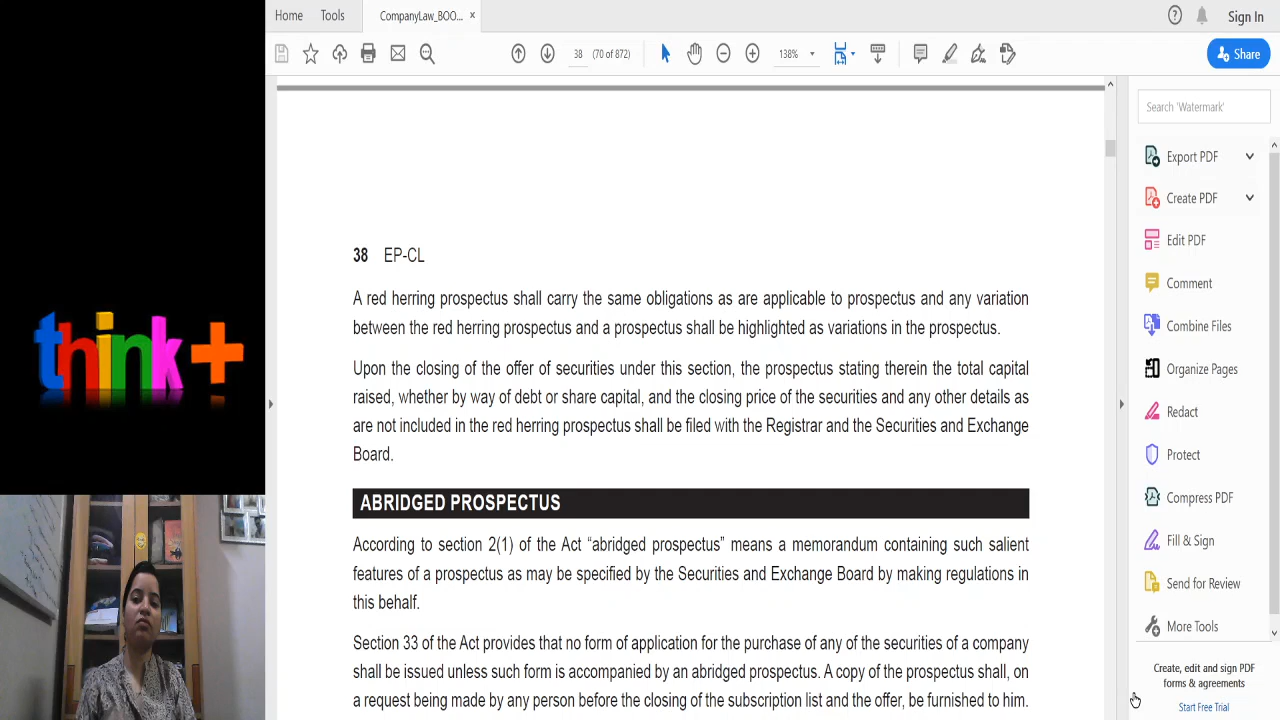 Home Tools CompanyLaw_BOO... × Sign In
38 (70 of 872) 138% Share
Search 'Watermark'
think+
38 EP-CL
A red herring prospectus shall carry the same obligations as are applicable to prospectus and any variation
between the red herring prospectus and a prospectus shall be highlighted as variations in the prospectus.
Upon the closing of the offer of securities under this section, the prospectus stating therein the total capital
raised, whether by way of debt or share capital, and the closing price of the securities and any other details as
are not included in the red herring prospectus shall be filed with the Registrar and the Securities and Exchange
Board.
ABRIDGED PROSPECTUS
According to section 2(1) of the Act “abridged prospectus” means a memorandum containing such salient
features of a prospectus as may be specified by the Securities and Exchange Board by making regulations in
this behalf.
Section 33 of the Act provides that no form of application for the purchase of any of the securities of a company
shall be issued unless such form is accompanied by an abridged prospectus. A copy of the prospectus shall, on
a request being made by any person before the closing of the subscription list and the offer, be furnished to him.
Export PDF
Create PDF
Edit PDF
Comment
Combine Files
Organize Pages
Redact
Protect
Compress PDF
Fill & Sign
Send for Review
More Tools
Create, edit and sign PDF
forms & agreements
Start Free Trial